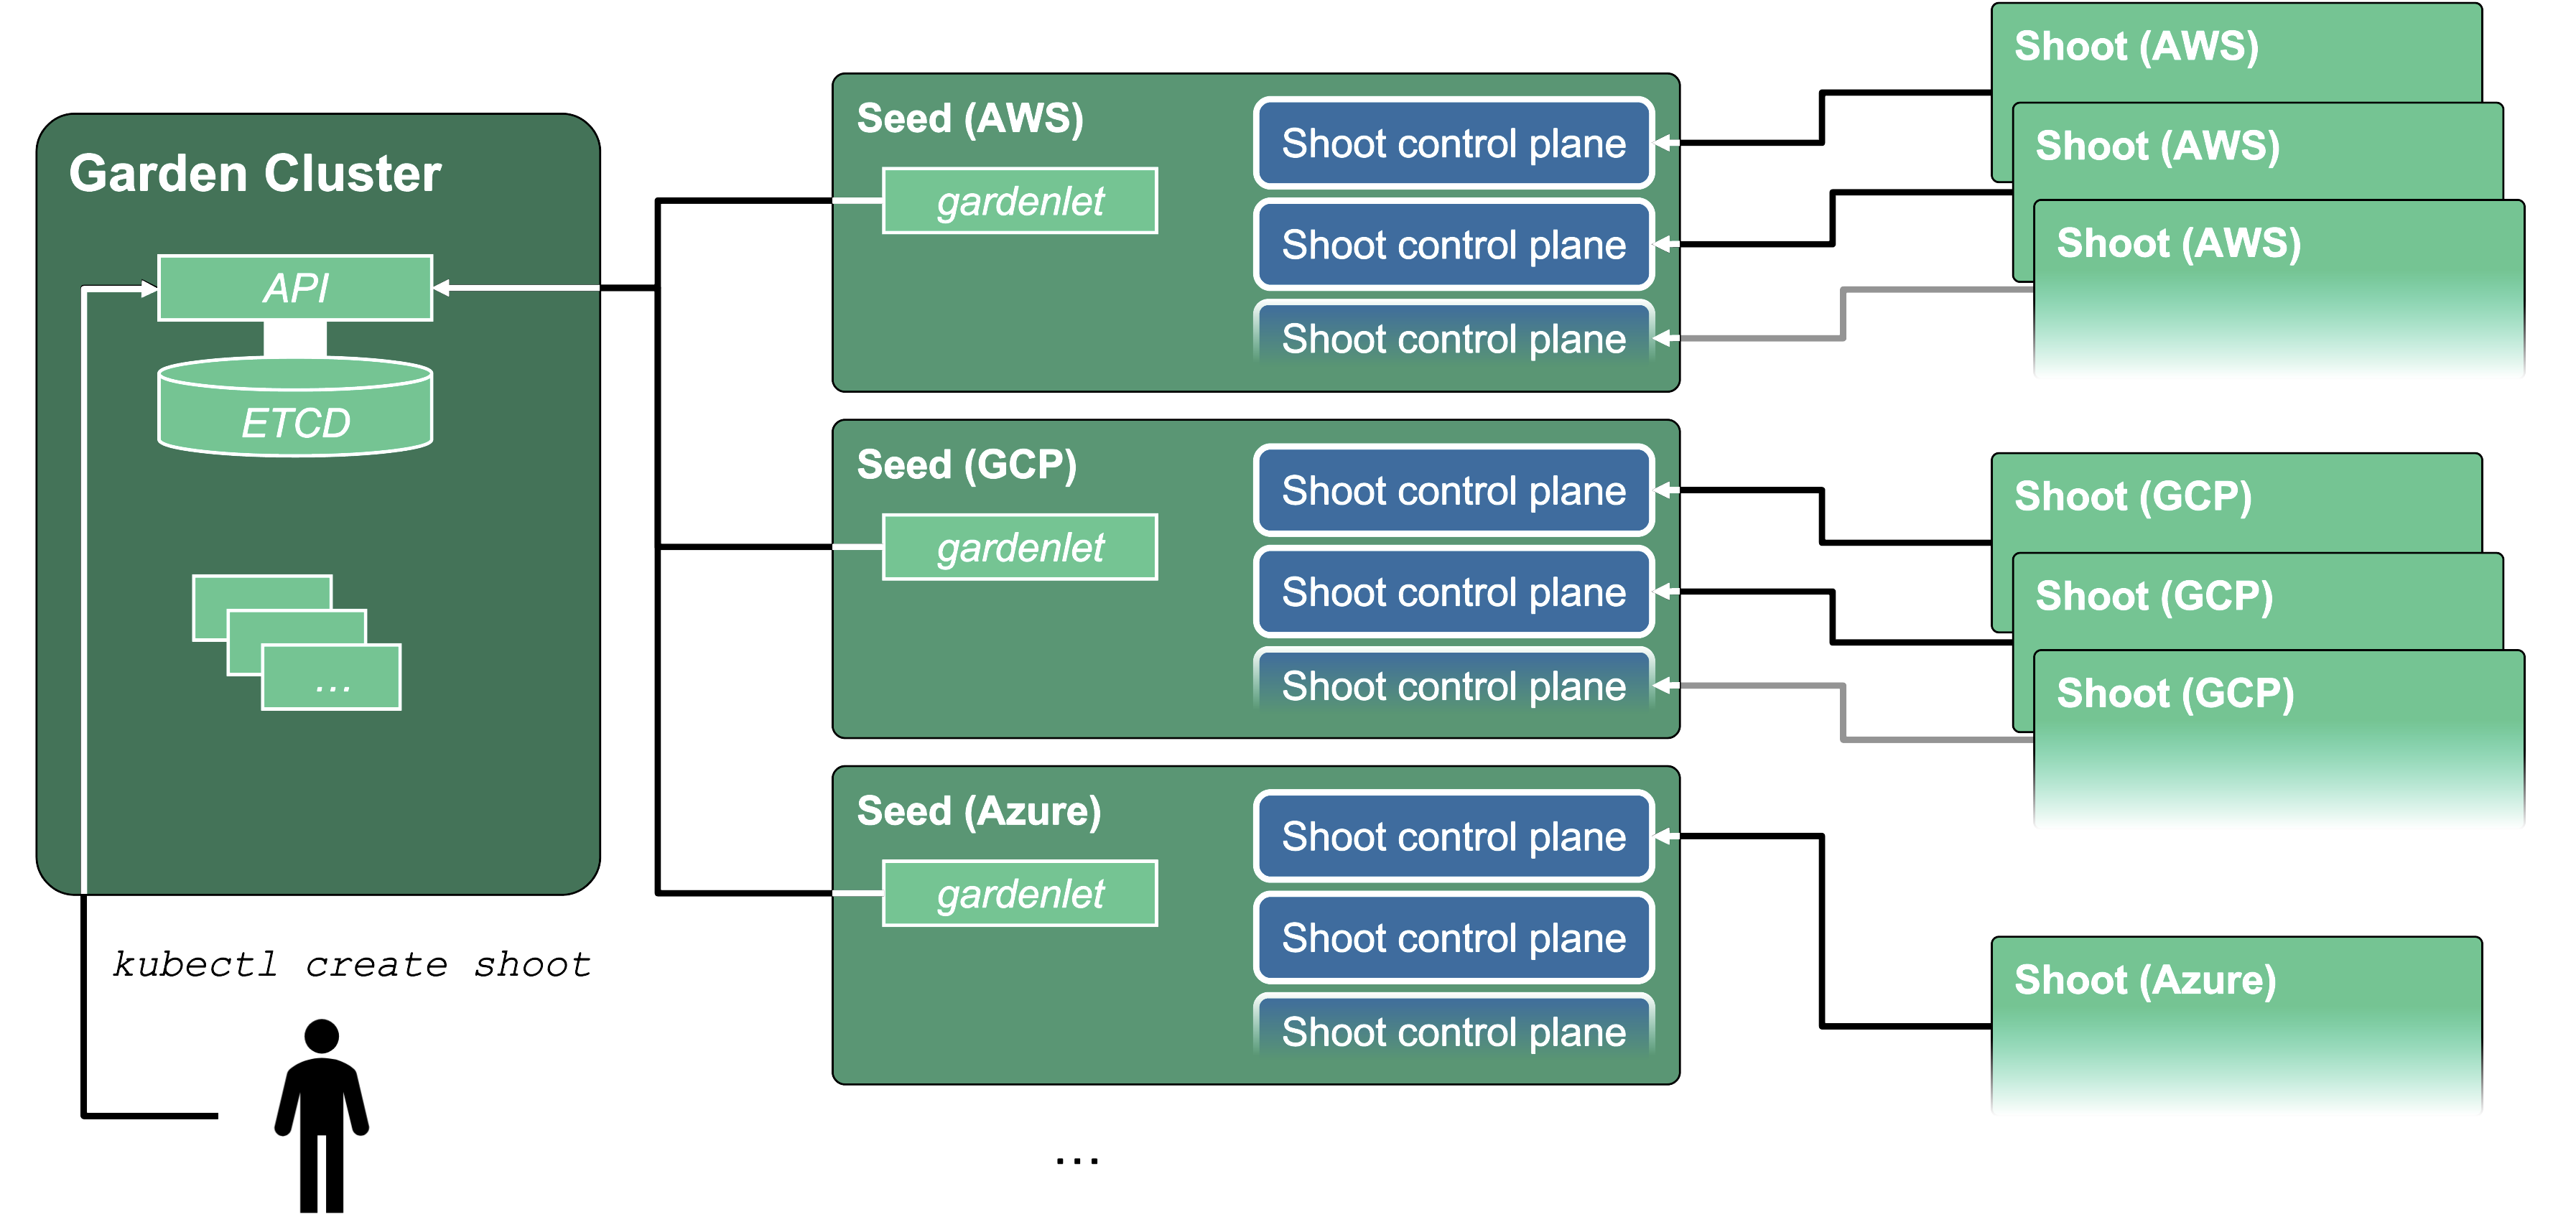 Garden Cluster
API
ETCD
...
kubectl create shoot
Seed (AWS)
gardenlet
Shoot control plane
Shoot control plane
Shoot control plane
Seed (GCP)
gardenlet
Shoot control plane
Shoot control plane
Shoot control plane
Seed (Azure)
gardenlet
Shoot control plane
Shoot control plane
Shoot control plane
...
Shoot (AWS)
Shoot (AWS)
Shoot (AWS)
Shoot (GCP)
Shoot (GCP)
Shoot (GCP)
Shoot (Azure)